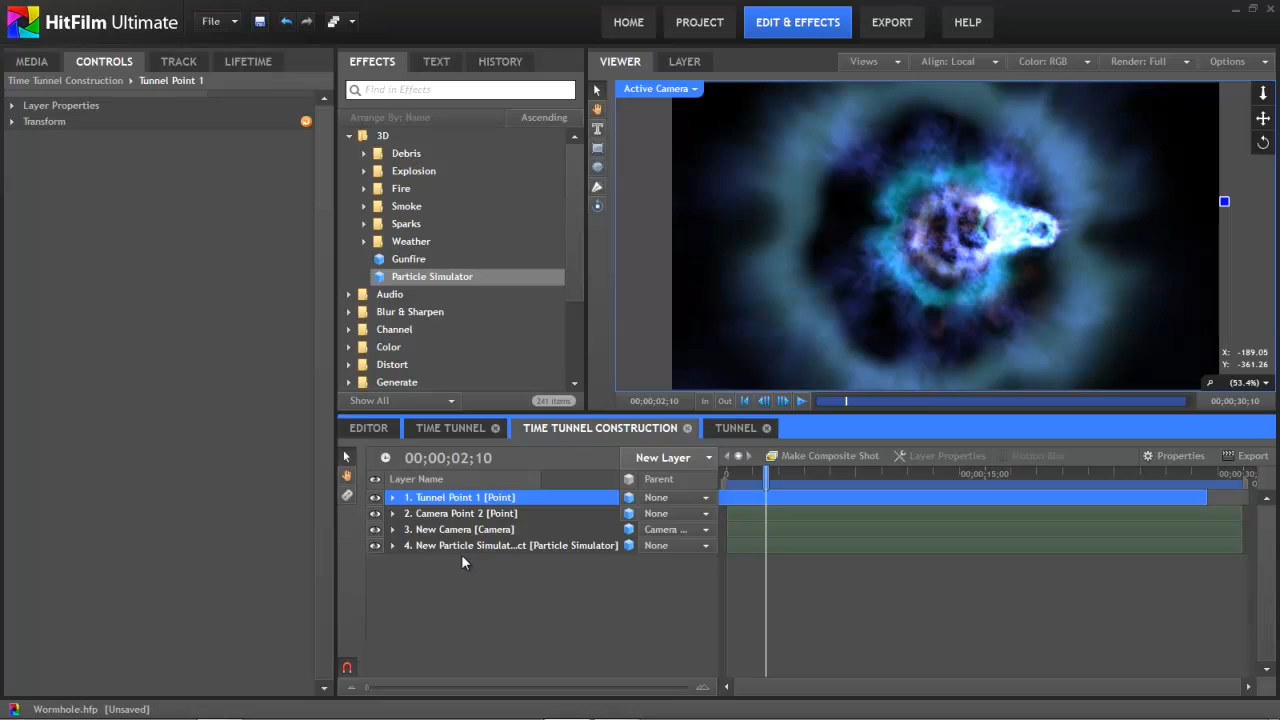 HitFilm Ultimate
File
HOME
PROJECT
EDIT & EFFECTS
EXPORT
HELP
MEDIA
CONTROLS
TRACK
LIFETIME
Time Tunnel Construction
Tunnel Point 1
Layer Properties
Transform
EFFECTS
TEXT
HISTORY
Find in Effects
Arrange By: Name
Ascending
3D
Debris
Explosion
Fire
Smoke
Sparks
Weather
Gunfire
Particle Simulator
Audio
Blur & Sharpen
Channel
Color
Distort
Generate
Show All
241 items
VIEWER
LAYER
Views
Align: Local
Color: RGB
Render: Full
Options
Active Camera
X: -189.05
Y: -361.26
(53.4%)
00;00;02;10
In
Out
00;00;30;10
EDITOR
TIME TUNNEL
TIME TUNNEL CONSTRUCTION
TUNNEL
00;00;02;10
New Layer
Make Composite Shot
Layer Properties
Motion Blur
Properties
Export
Layer Name
Parent
0
00;00;15;00
00;00;30;
0
1. Tunnel Point 1 [Point]
None
2. Camera Point 2 [Point]
None
3. New Camera [Camera]
Camera ...
4. New Particle Simulat...ct [Particle Simulator]
None
Wormhole.hfp
[Unsaved]